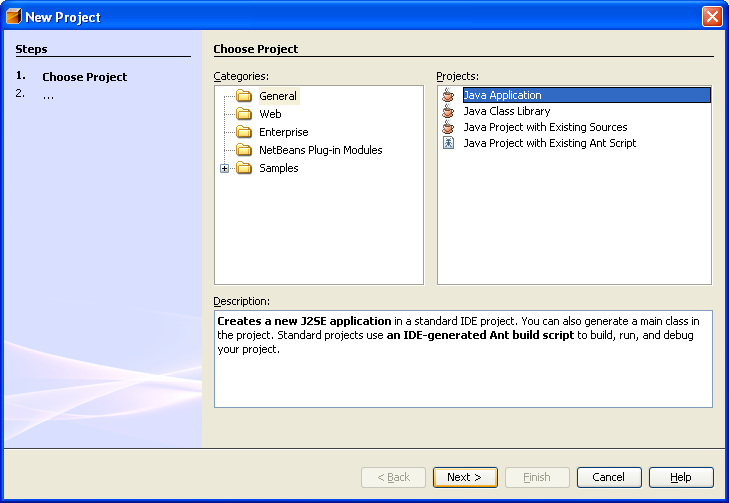 New Project
Steps
1. Choose Project
2. ...
Choose Project
Categories:
General
Web
Enterprise
NetBeans Plug-in Modules
Samples
Projects:
Java Application
Java Class Library
Java Project with Existing Sources
Java Project with Existing Ant Script
Description:
Creates a new J2SE application in a standard IDE project. You can also generate a main class in
the project. Standard projects use an IDE-generated Ant build script to build, run, and debug
your project.
< Back
Next >
Finish
Cancel
Help